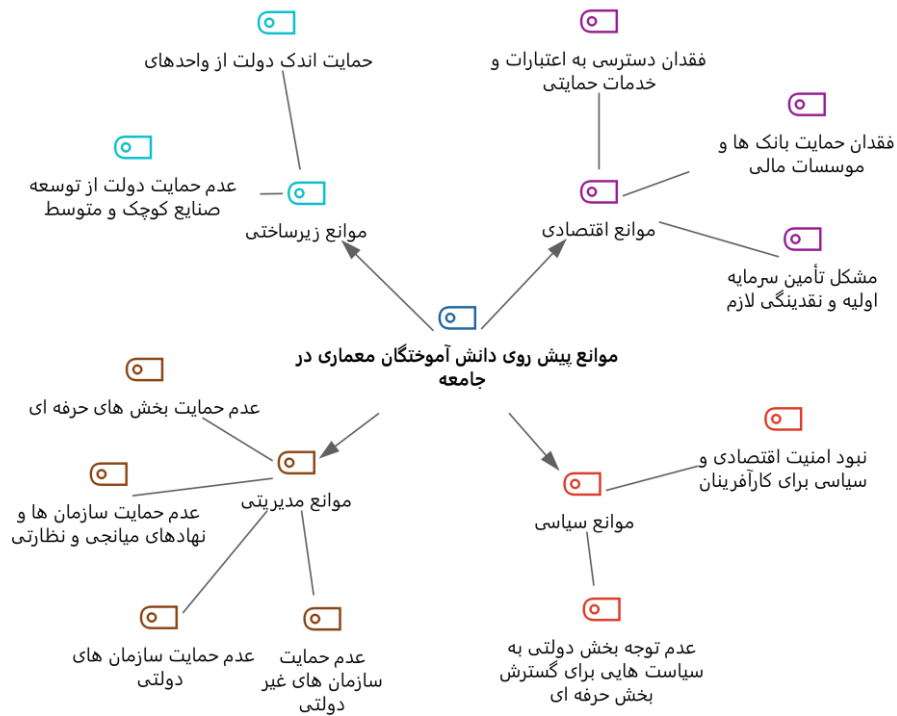 حمایت اندک دولت از واحدهای
فقدان دسترسی به اعتبارات و
خدمات حمایتی
فقدان حمایت بانک ها و
موسسات مالی
عدم حمایت دولت از توسعه
صنایع کوچک و متوسط
موانع زیرساختی
موانع اقتصادی
مشکل تأمین سرمایه
اولیه و نقدینگی لازم
موانع پیش روی دانش آموختگان معماری در
جامعه
عدم حمایت بخش های حرفه ای
نبود امنیت اقتصادی و
سیاسی برای کارآفرینان
موانع مدیریتی
عدم حمایت سازمان ها و
نهادهای میانجی و نظارتی
موانع سیاسی
عدم حمایت سازمان های
دولتی
عدم حمایت
سازمان های غیر
دولتی
عدم توجه بخش دولتی به
سیاست هایی برای گسترش
بخش حرفه ای